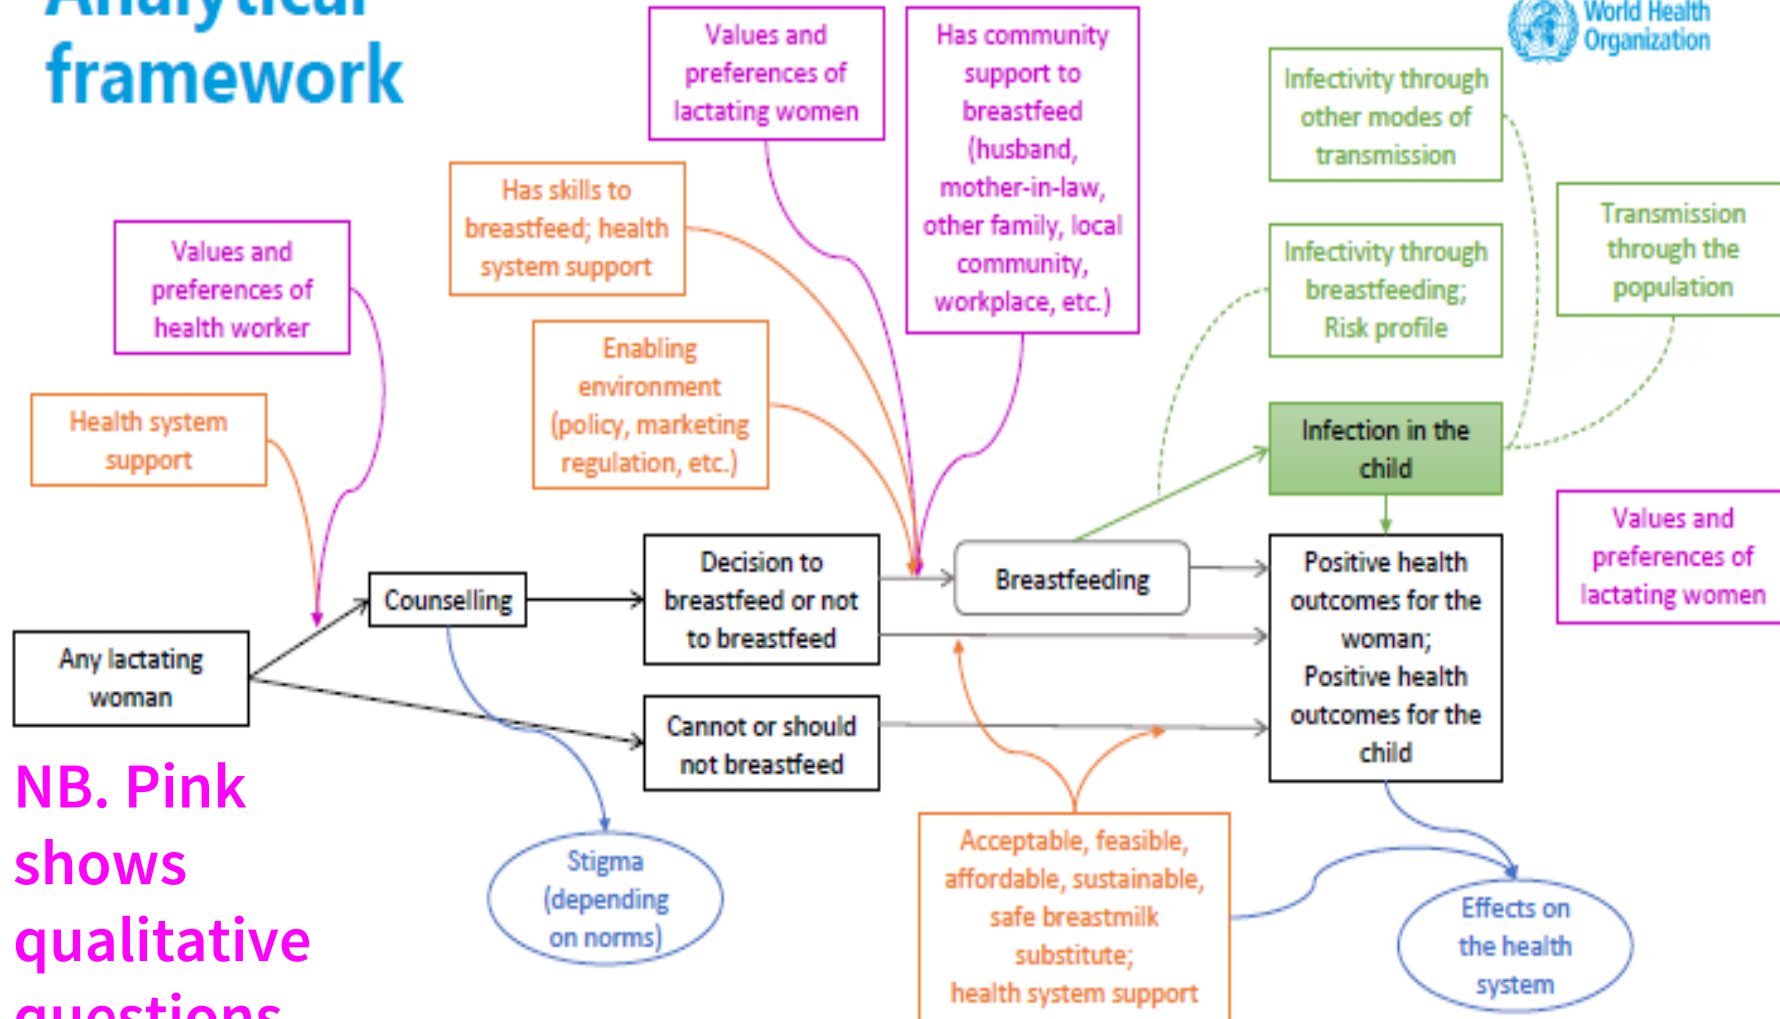 Analytical
framework
World Health
Organization
Values and
preferences of
lactating women
Has community
support to
breastfeed
(husband,
mother-in-law,
other family, local
community,
workplace, etc.)
Infectivity through
other modes of
transmission
Has skills to
breastfeed; health
system support
Transmission
through the
population
Values and
preferences of
health worker
Infectivity through
breastfeeding;
Risk profile
Enabling
environment
(policy, marketing
regulation, etc.)
Health system
support
Infection in the
child
Values and
preferences of
lactating women
Any lactating
woman
Counselling
Decision to
breastfeed or not
to breastfeed
Breastfeeding
Positive health
outcomes for the
woman;
Positive health
outcomes for the
child
Cannot or should
not breastfeed
NB. Pink
shows
qualitative
questions
Stigma
(depending
on norms)
Acceptable, feasible,
affordable, sustainable,
safe breastmilk
substitute;
health system support
Effects on
the health
system